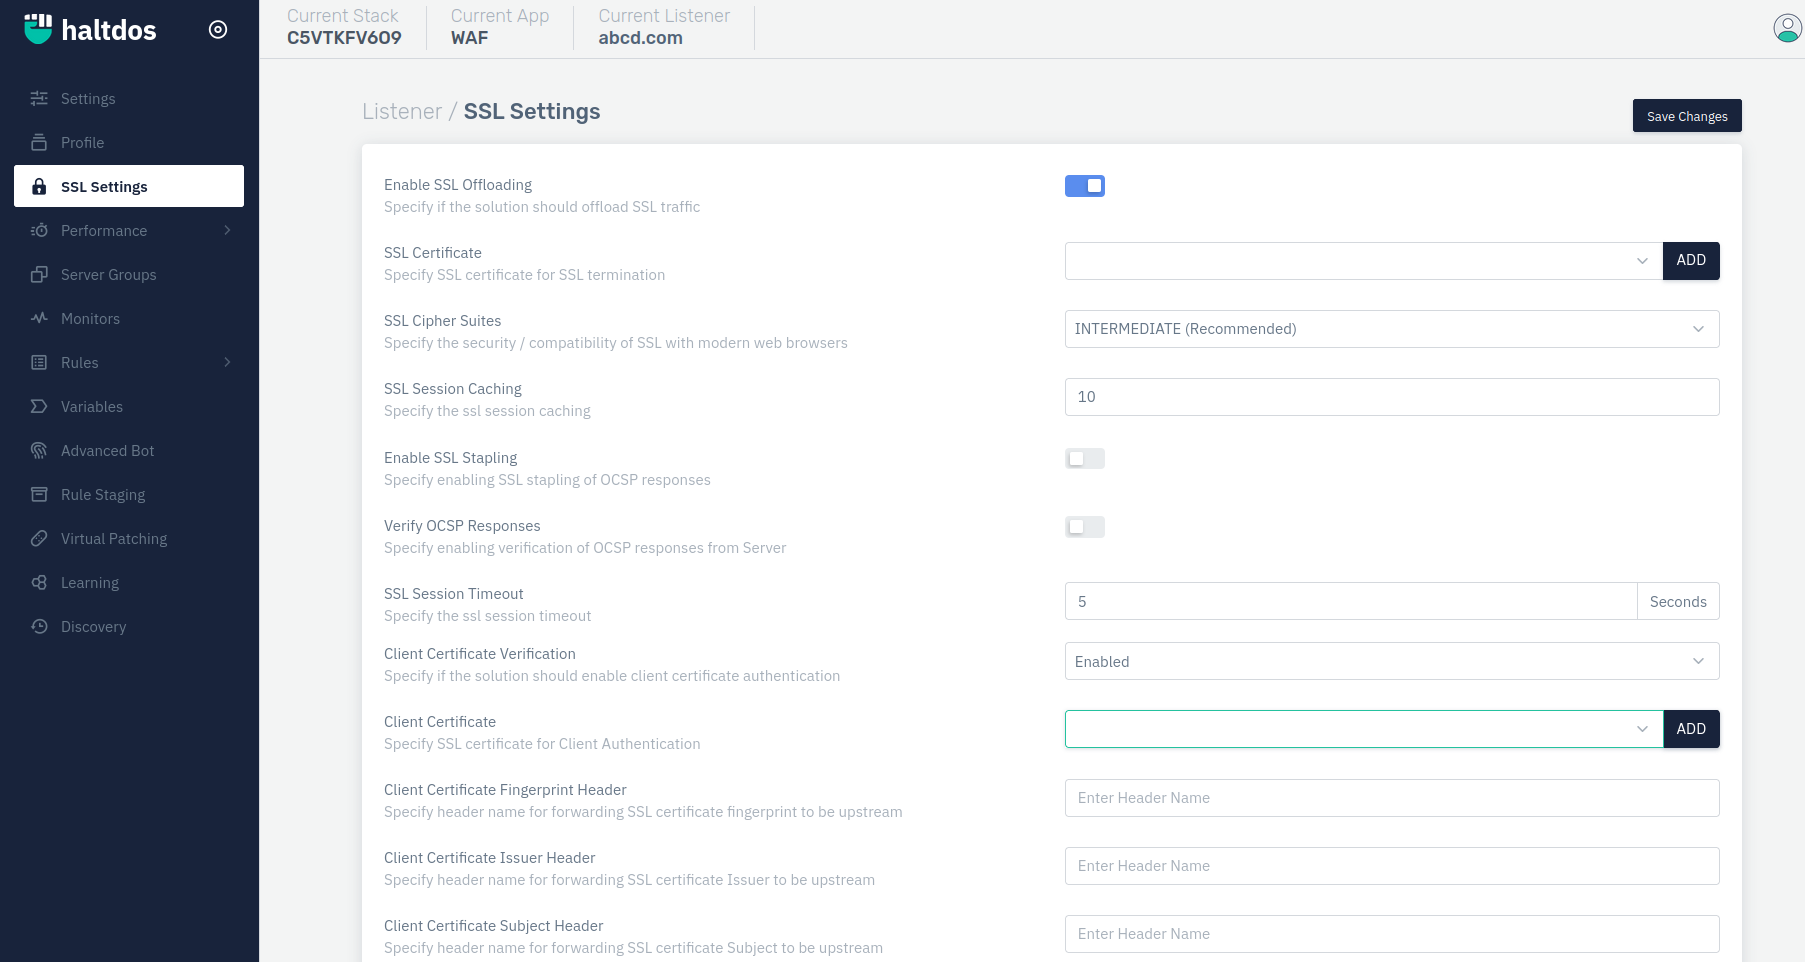 haltdos
Current Stack
C5VTKFV6O9
Current App
WAF
Current Listener
abcd.com
Settings
Profile
SSL Settings
Performance
Server Groups
Monitors
Rules
Variables
Advanced Bot
Rule Staging
Virtual Patching
Learning
Discovery
Listener / SSL Settings
Save Changes
Enable SSL Offloading
Specify if the solution should offload SSL traffic
SSL Certificate
Specify SSL certificate for SSL termination
ADD
SSL Cipher Suites
Specify the security / compatibility of SSL with modern web browsers
INTERMEDIATE (Recommended)
SSL Session Caching
Specify the ssl session caching
10
Enable SSL Stapling
Specify enabling SSL stapling of OCSP responses
Verify OCSP Responses
Specify enabling verification of OCSP responses from Server
SSL Session Timeout
Specify the ssl session timeout
5
Seconds
Client Certificate Verification
Specify if the solution should enable client certificate authentication
Enabled
Client Certificate
Specify SSL certificate for Client Authentication
ADD
Client Certificate Fingerprint Header
Specify header name for forwarding SSL certificate fingerprint to be upstream
Enter Header Name
Client Certificate Issuer Header
Specify header name for forwarding SSL certificate Issuer to be upstream
Enter Header Name
Client Certificate Subject Header
Specify header name for forwarding SSL certificate Subject to be upstream
Enter Header Name